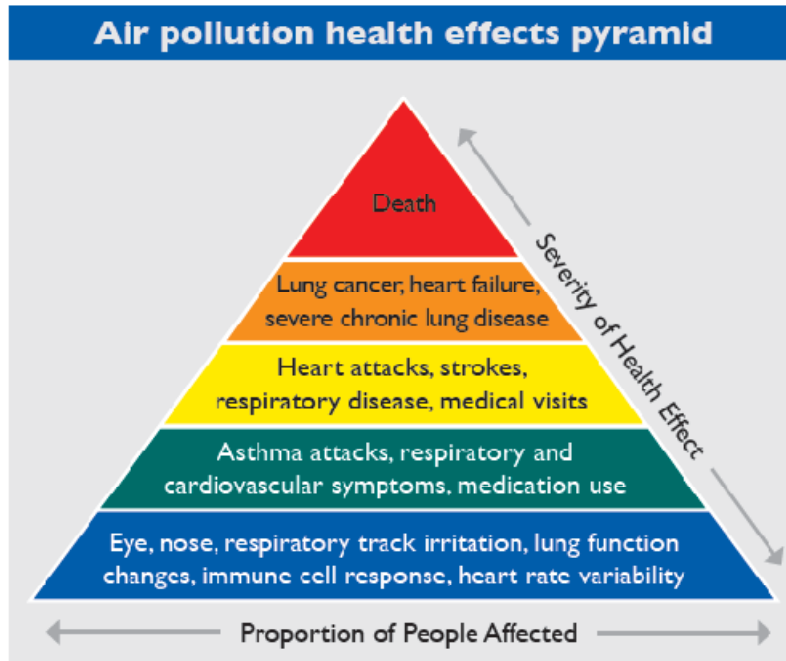 Air pollution health effects pyramid
Death
Lung cancer, heart failure,
severe chronic lung disease
Heart attacks, strokes,
respiratory disease, medical visits
Asthma attacks, respiratory and
cardiovascular symptoms, medication use
Eye, nose, respiratory track irritation, lung function
changes, immune cell response, heart rate variability
Severity of Health Effect
Proportion of People Affected